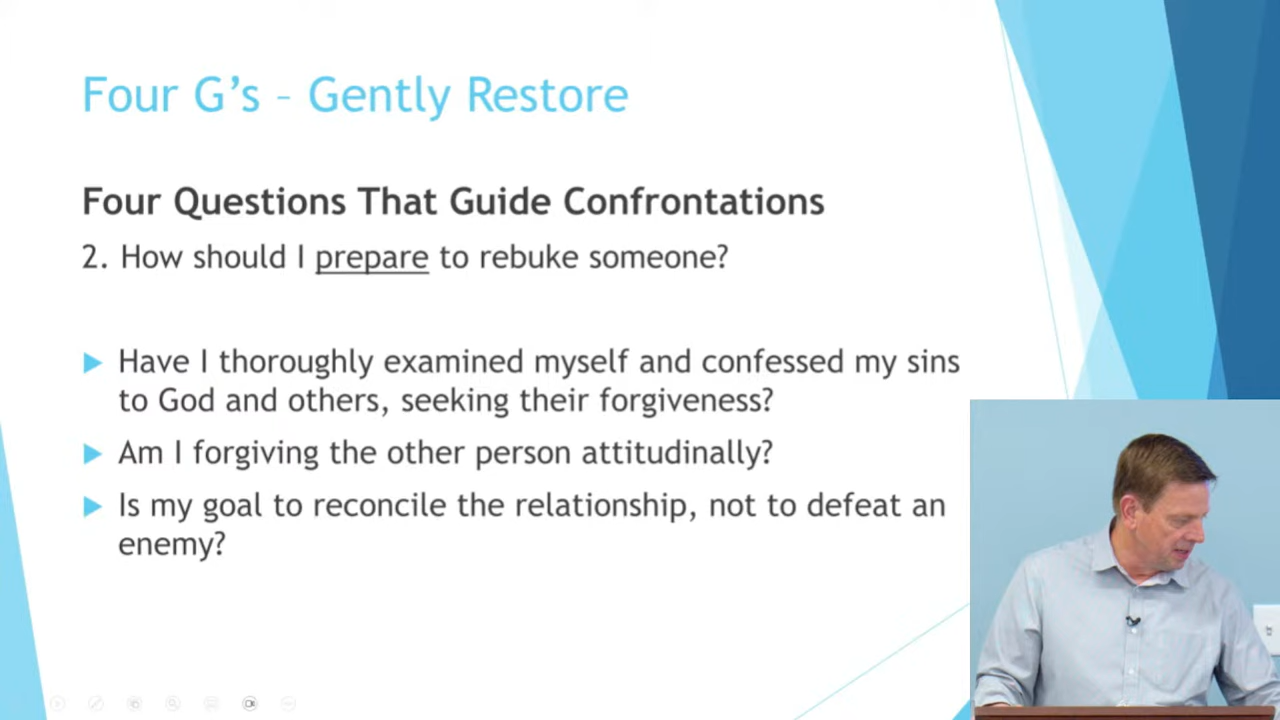 Four G’s – Gently Restore
Four Questions That Guide Confrontations
2. How should I prepare to rebuke someone?
Have I thoroughly examined myself and confessed my sins
to God and others, seeking their forgiveness?
Am I forgiving the other person attitudinally?
Is my goal to reconcile the relationship, not to defeat an
enemy?